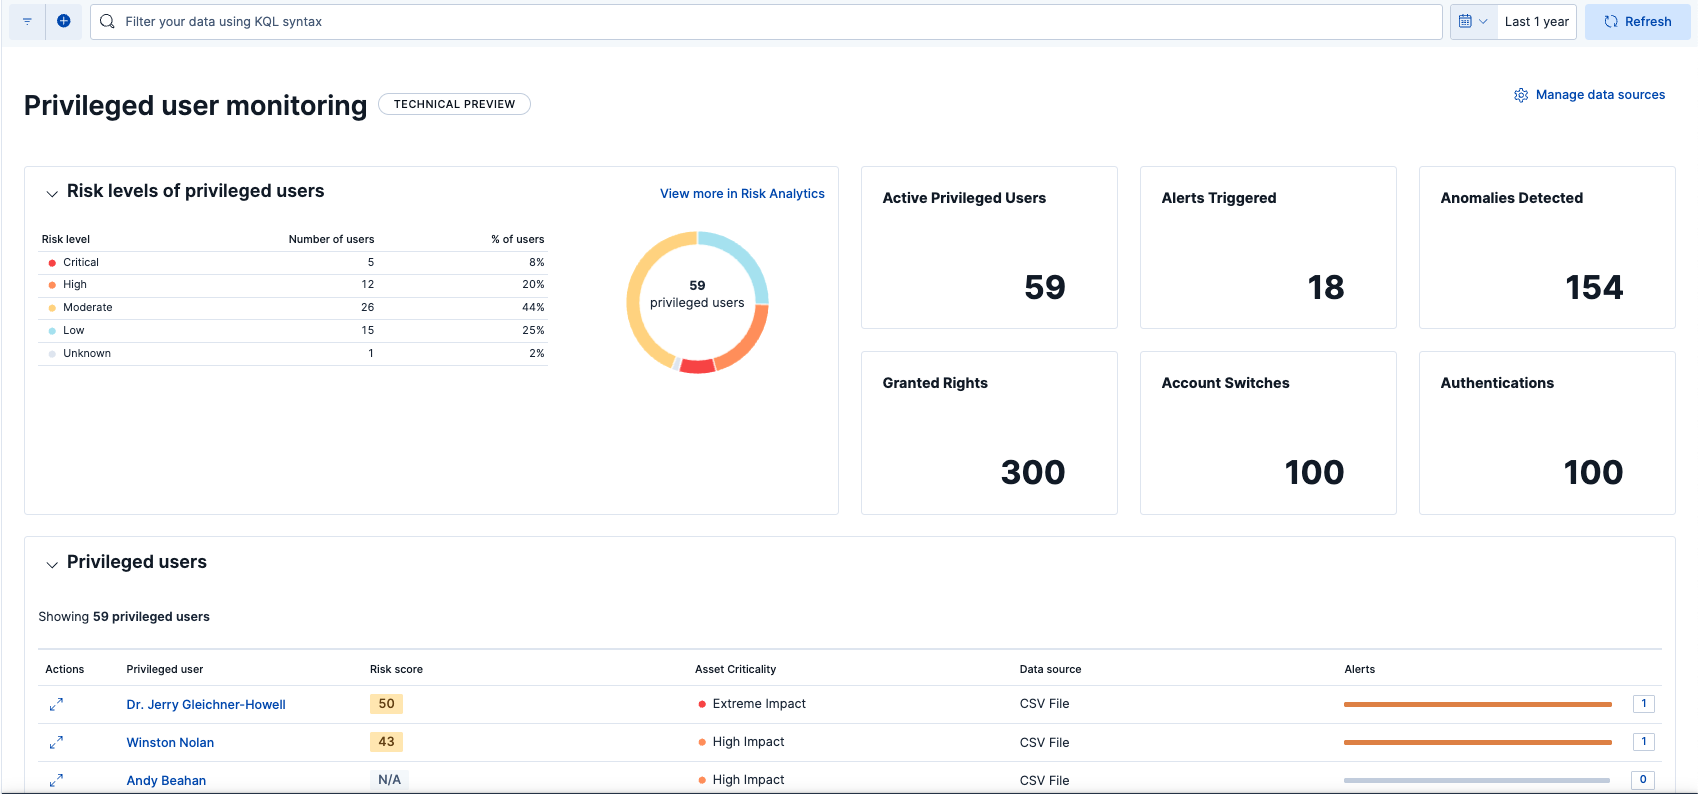 Filter your data using KQL syntax
Last 1 year
Refresh
Privileged user monitoring
TECHNICAL PREVIEW
Manage data sources
Risk levels of privileged users
View more in Risk Analytics
Risk level Number of users % of users
Critical 5 8%
High 12 20%
Moderate 26 44%
Low 15 25%
Unknown 1 2%
59
privileged users
Active Privileged Users
59
Alerts Triggered
18
Anomalies Detected
154
Granted Rights
300
Account Switches
100
Authentications
100
Privileged users
Showing 59 privileged users
Actions Privileged user Risk score Asset Criticality Data source Alerts
Dr. Jerry Gleichner-Howell 50 Extreme Impact CSV File 1
Winston Nolan 43 High Impact CSV File 1
Andy Beahan N/A High Impact CSV File 0